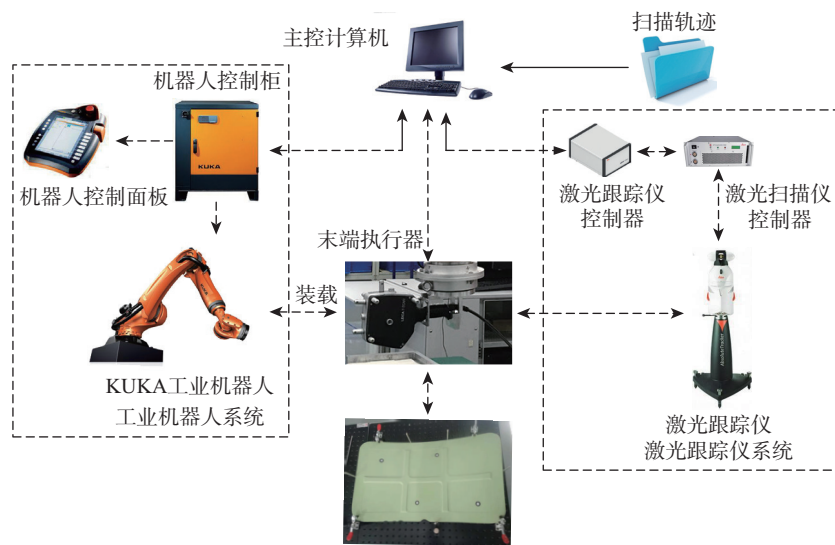 主控计算机
扫描轨迹
机器人控制柜
KUKA
机器人控制面板
激光跟踪仪
控制器
激光扫描仪
控制器
末端执行器
装载
KUKA工业机器人
工业机器人系统
AbsoluteTracker
激光跟踪仪
激光跟踪仪系统